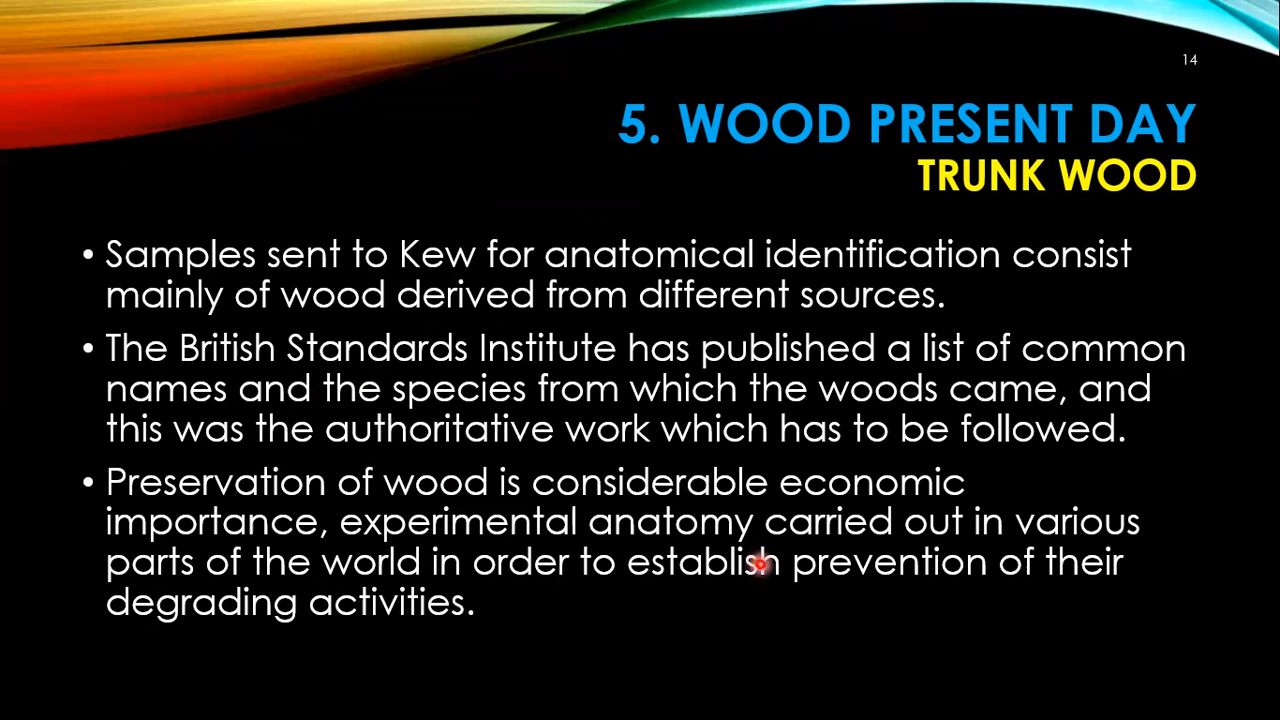 14
5. WOOD PRESENT DAY
TRUNK WOOD
• Samples sent to Kew for anatomical identification consist
mainly of wood derived from different sources.
• The British Standards Institute has published a list of common
names and the species from which the woods came, and
this was the authoritative work which has to be followed.
• Preservation of wood is considerable economic
importance, experimental anatomy carried out in various
parts of the world in order to establish prevention of their
degrading activities.